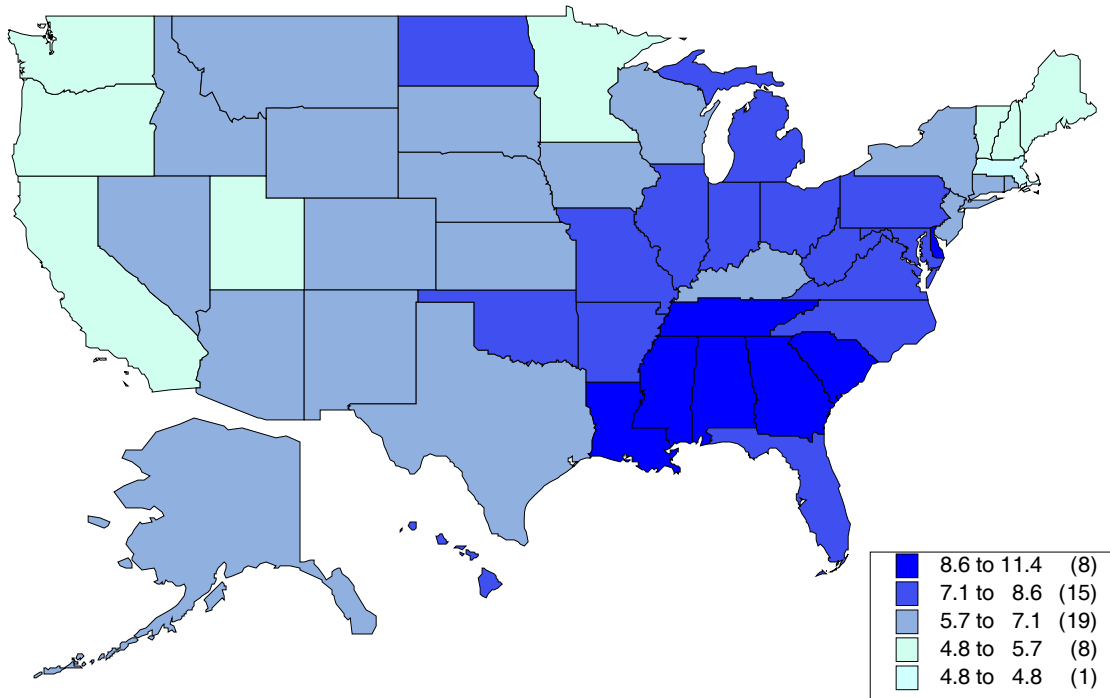 8.6 to 11.4 (8)
7.1 to 8.6 (15)
5.7 to 7.1 (19)
4.8 to 5.7 (8)
4.8 to 4.8 (1)